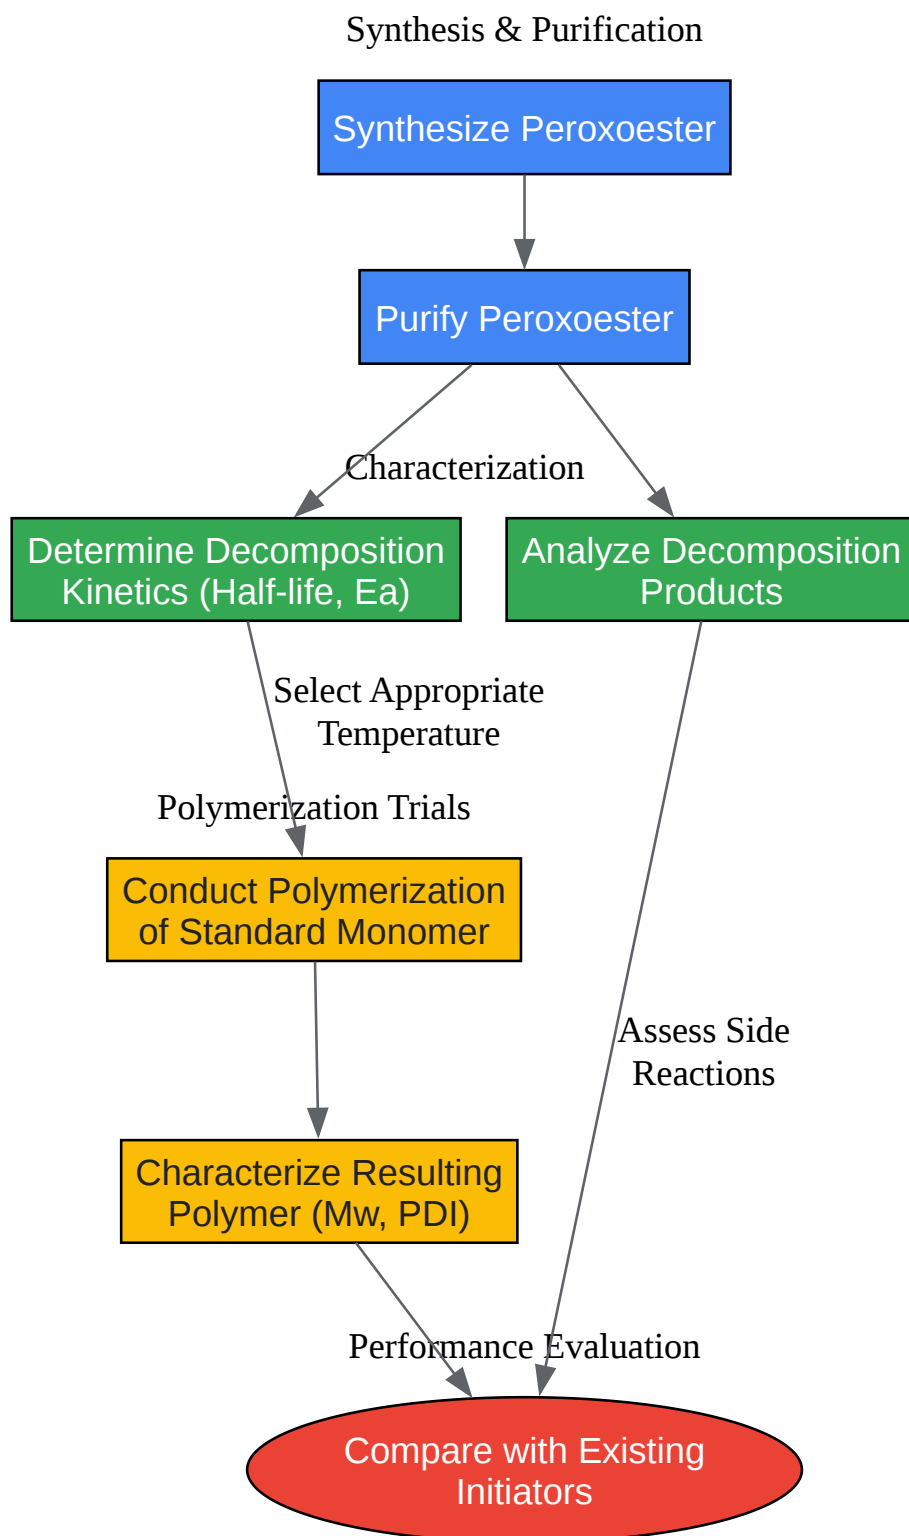 Synthesis & Purification
Synthesize Peroxoester
Purify Peroxoester
Characterization
Determine Decomposition
Kinetics (Half-life, Ea)
Analyze Decomposition
Products
Select Appropriate
Temperature
Polymerization Trials
Conduct Polymerization
of Standard Monomer
Assess Side
Reactions
Characterize Resulting
Polymer (Mw, PDI)
Performance Evaluation
Compare with Existing
Initiators